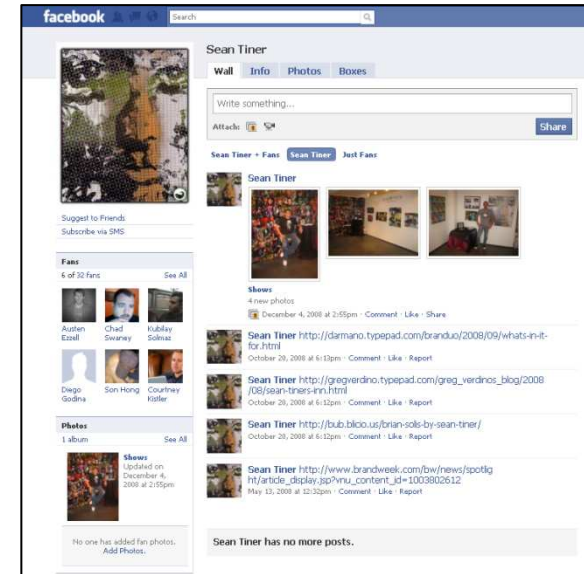 facebook
Search
Sean Tiner
Wall Info Photos Boxes
Write something...
Attach:
Share
Sean Tiner + Fans Sean Tiner Just Fans
Sean Tiner
Shows
4 new photos
December 4, 2008 at 2:55pm · Comment · Like · Share
Sean Tiner http://darmano.typepad.com/branduo/2008/09/whats-in-it-
for.html
October 20, 2008 at 6:13pm · Comment · Like · Report
Sean Tiner http://gregverdino.typepad.com/greg_verdinos_blog/2008
/08/sean-tiners-inn.html
October 20, 2008 at 6:12pm · Comment · Like · Report
Sean Tiner http://bub.blicio.us/brian-solis-by-sean-tiner/
October 20, 2008 at 6:12pm · Comment · Like · Report
Sean Tiner http://www.brandweek.com/bw/news/spotlig
ht/article_display.jsp?vnu_content_id=1003802612
May 13, 2008 at 12:32pm · Comment · Like · Report
Sean Tiner has no more posts.
Suggest to Friends
Subscribe via SMS
Fans
6 of 32 fans See All
Austen Ezzell
Chad Swaney
Kubilay Solmaz
Diego Godina
Son Hong
Courtney Kistler
Photos
1 album See All
Shows
Updated on
December 4,
2008 at 2:55pm
No one has added fan photos.
Add Photos.